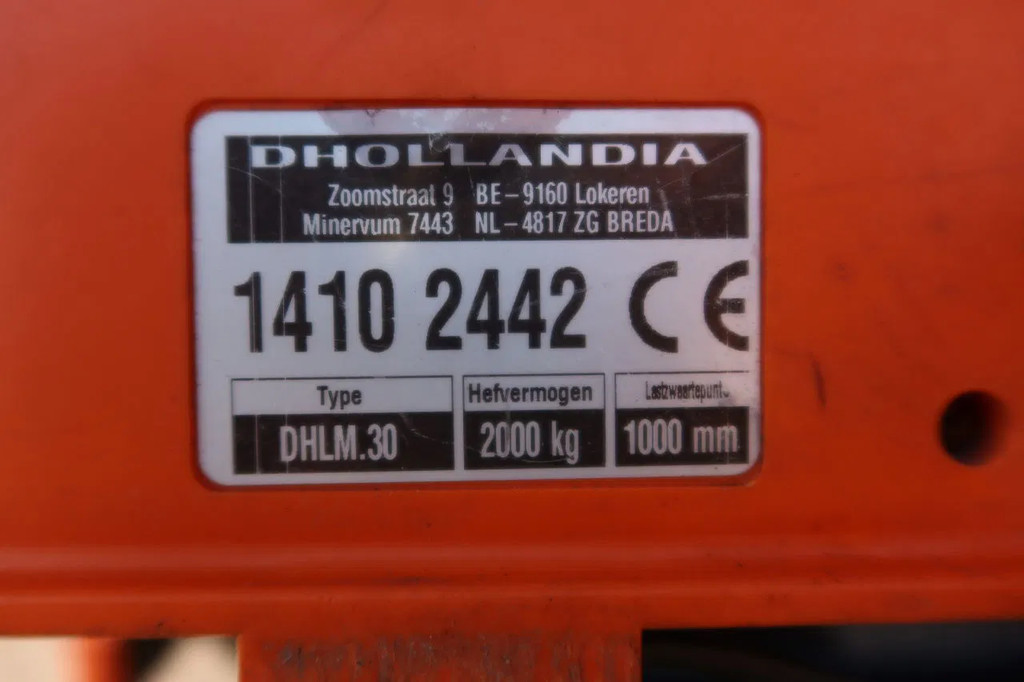 DHOLLANDIA
Zoomstraat 9 BE-9160 Lokeren
Minervum 7443 NL-4817 ZG BREDA
1410 2442 CE
Type Hefvermogen Lastzwaartepunt
DHLM.30 2000 kg 1000 mm